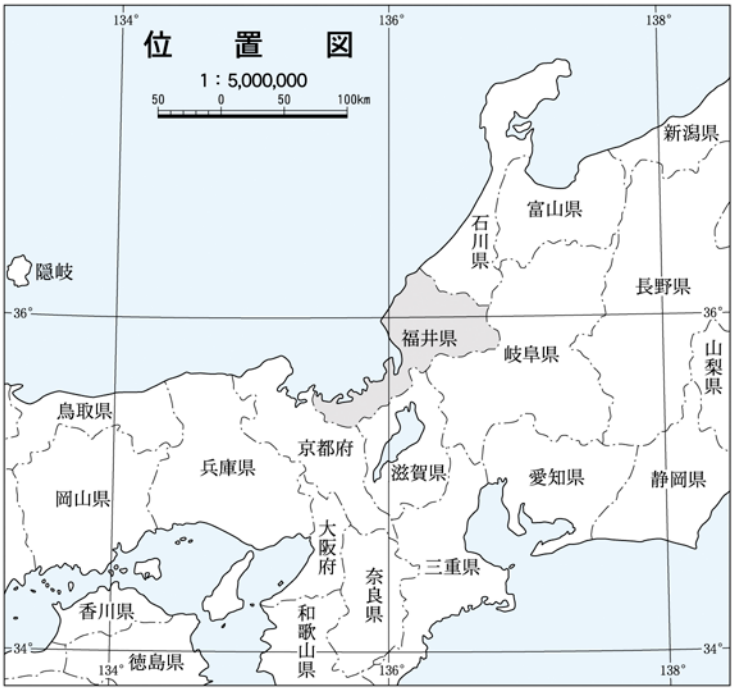 134°
136°
138°
位 置 図
1：5,000,000
50 0 50 100km
新潟県
富山県
石川県
隠岐
長野県
36°
36°
福井県
岐阜県
山梨県
鳥取県
京都府
兵庫県
滋賀県
愛知県
静岡県
岡山県
大阪府
三重県
奈良県
香川県
和歌山県
34°
34°
徳島県
134°
136°
138°